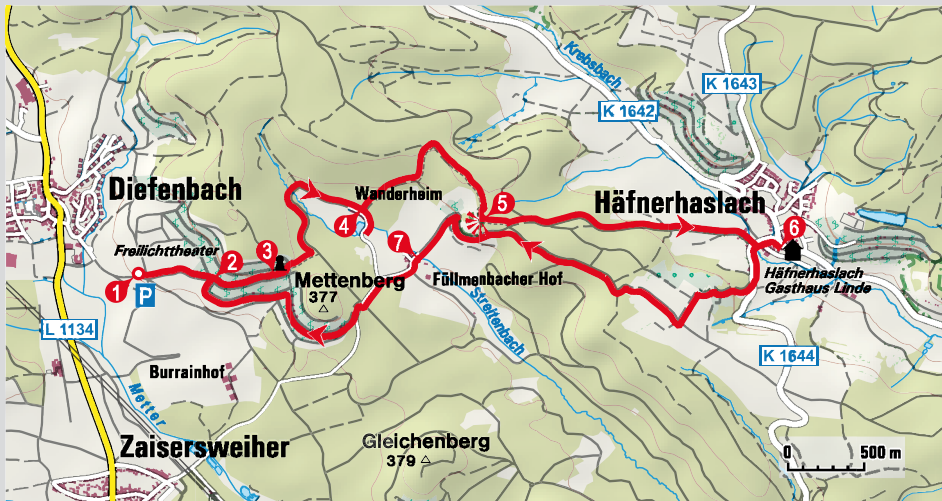 Krebsbach
K 1643
K 1642
Diefenbach
Wanderheim
Häfnerhaslach
5
4
6
Freilichttheater
2
3
7
1
P
Mettenberg
377
Füllmenbacher Hof
Häfnerhaslach
Gasthaus Linde
Streitenbach
L 1134
K 1644
Burrainhof
Metter
Zaisersweiher
Gleichenberg
379
0
500 m